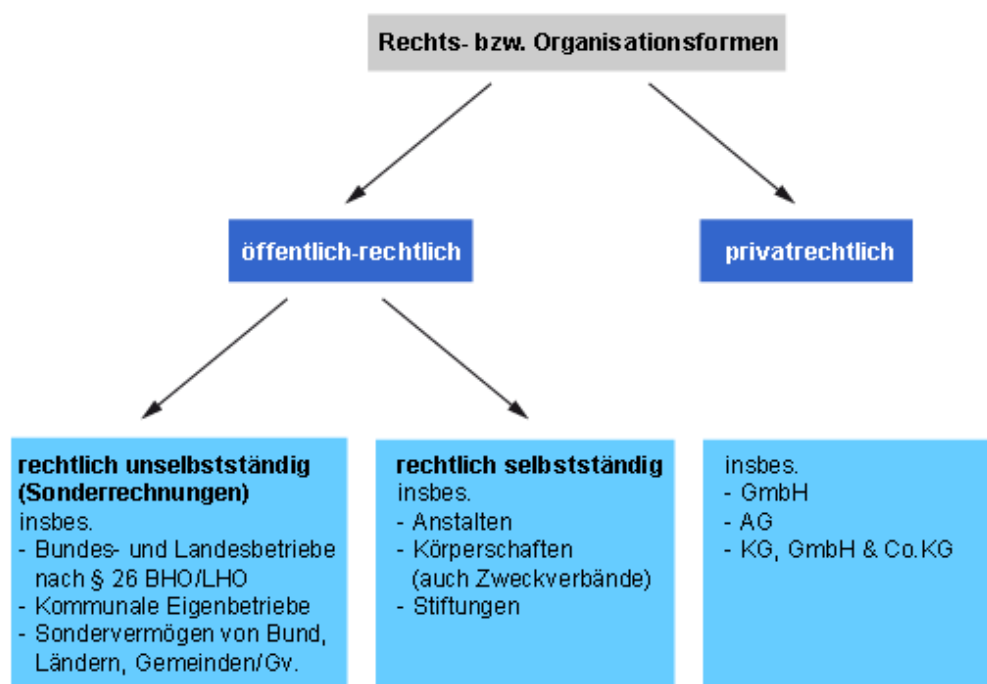 Rechts- bzw. Organisationsformen
öffentlich-rechtlich
privatrechtlich
rechtlich unselbstständig
(Sonderrechnungen)
insbes.
- Bundes- und Landesbetriebe
nach § 26 BHO/LHO
- Kommunale Eigenbetriebe
- Sondervermögen von Bund,
Ländern, Gemeinden/Gv.
rechtlich selbstständig
insbes.
- Anstalten
- Körperschaften
(auch Zweckverbände)
- Stiftungen
insbes.
- GmbH
- AG
- KG, GmbH & Co.KG